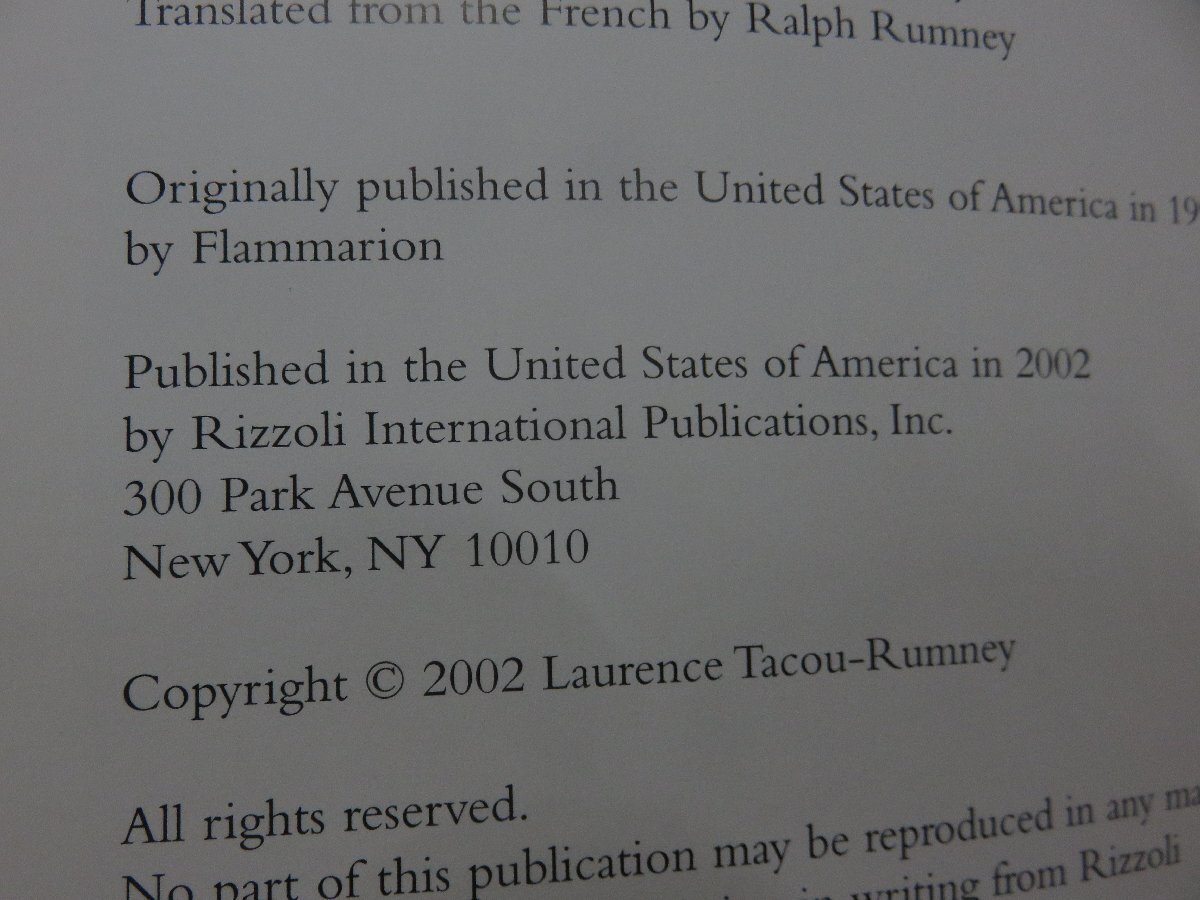 Translated from the French by Ralph Rumney
Originally published in the United States of America in 19
by Flammarion
Published in the United States of America in 2002
by Rizzoli International Publications, Inc.
300 Park Avenue South
New York, NY 10010
Copyright © 2002 Laurence Tacou-Rumney
All rights reserved.
No part of this publication may be reproduced in any ma
in writing from Rizzoli